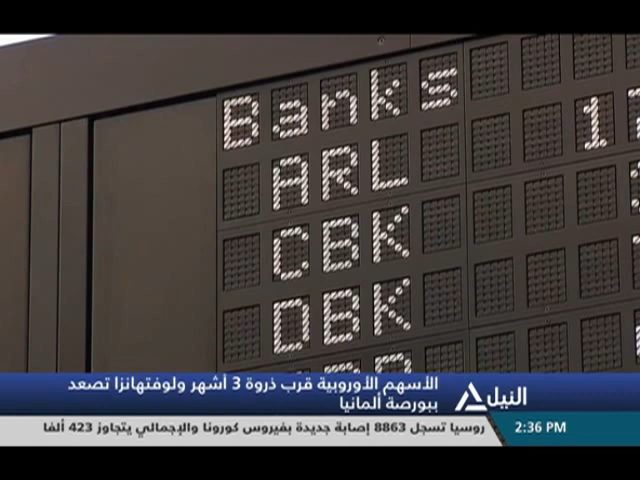 Banks
1
ARL
CBK
DBK
الأسهم الأوروبية قرب ذروة 3 أشهر ولوفتهانزا تصعد
ببورصة ألمانيا
النيل
روسيا تسجل 8863 إصابة جديدة بفيروس كورونا والإجمالي يتجاوز 423 ألفا
2:36 PM